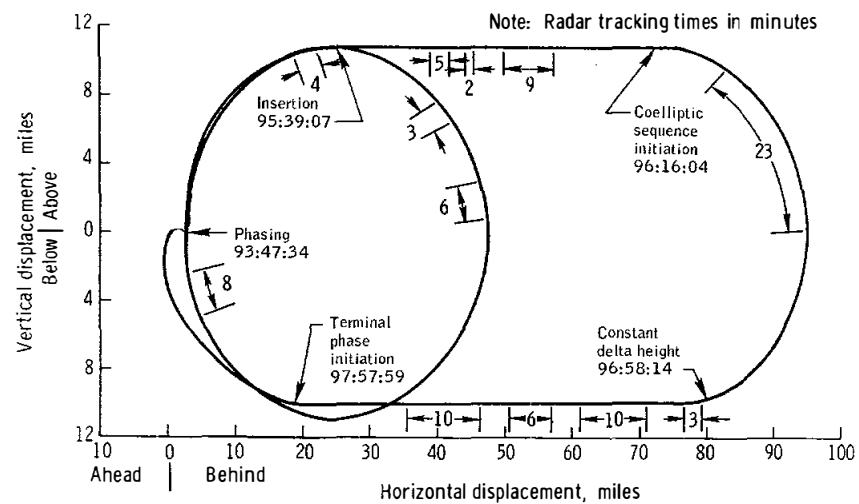 Note: Radar tracking times in minutes
12
8
4
0
4
8
12
Vertical displacement, miles
Below | Above
4
Insertion
95:39:07
5
2
9
3
6
Coelliptic
sequence
initiation
96:16:04
23
Phasing
93:47:34
8
Terminal
phase
initiation
97:57:59
Constant
delta height
96:58:14
10
6
10
3
10 0 10 20 30 40 50 60 70 80 90 100
Ahead | Behind
Horizontal displacement, miles